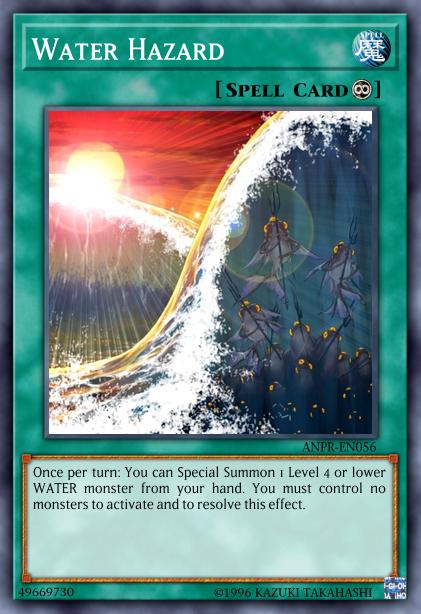 WATER HAZARD
SPELL
魔
[SPELL CARD]
ANPR-EN056
Once per turn: You can Special Summon 1 Level 4 or lower
WATER monster from your hand. You must control no
monsters to activate and to resolve this effect.
49669730
©1996 KAZUKI TAKAHASHI